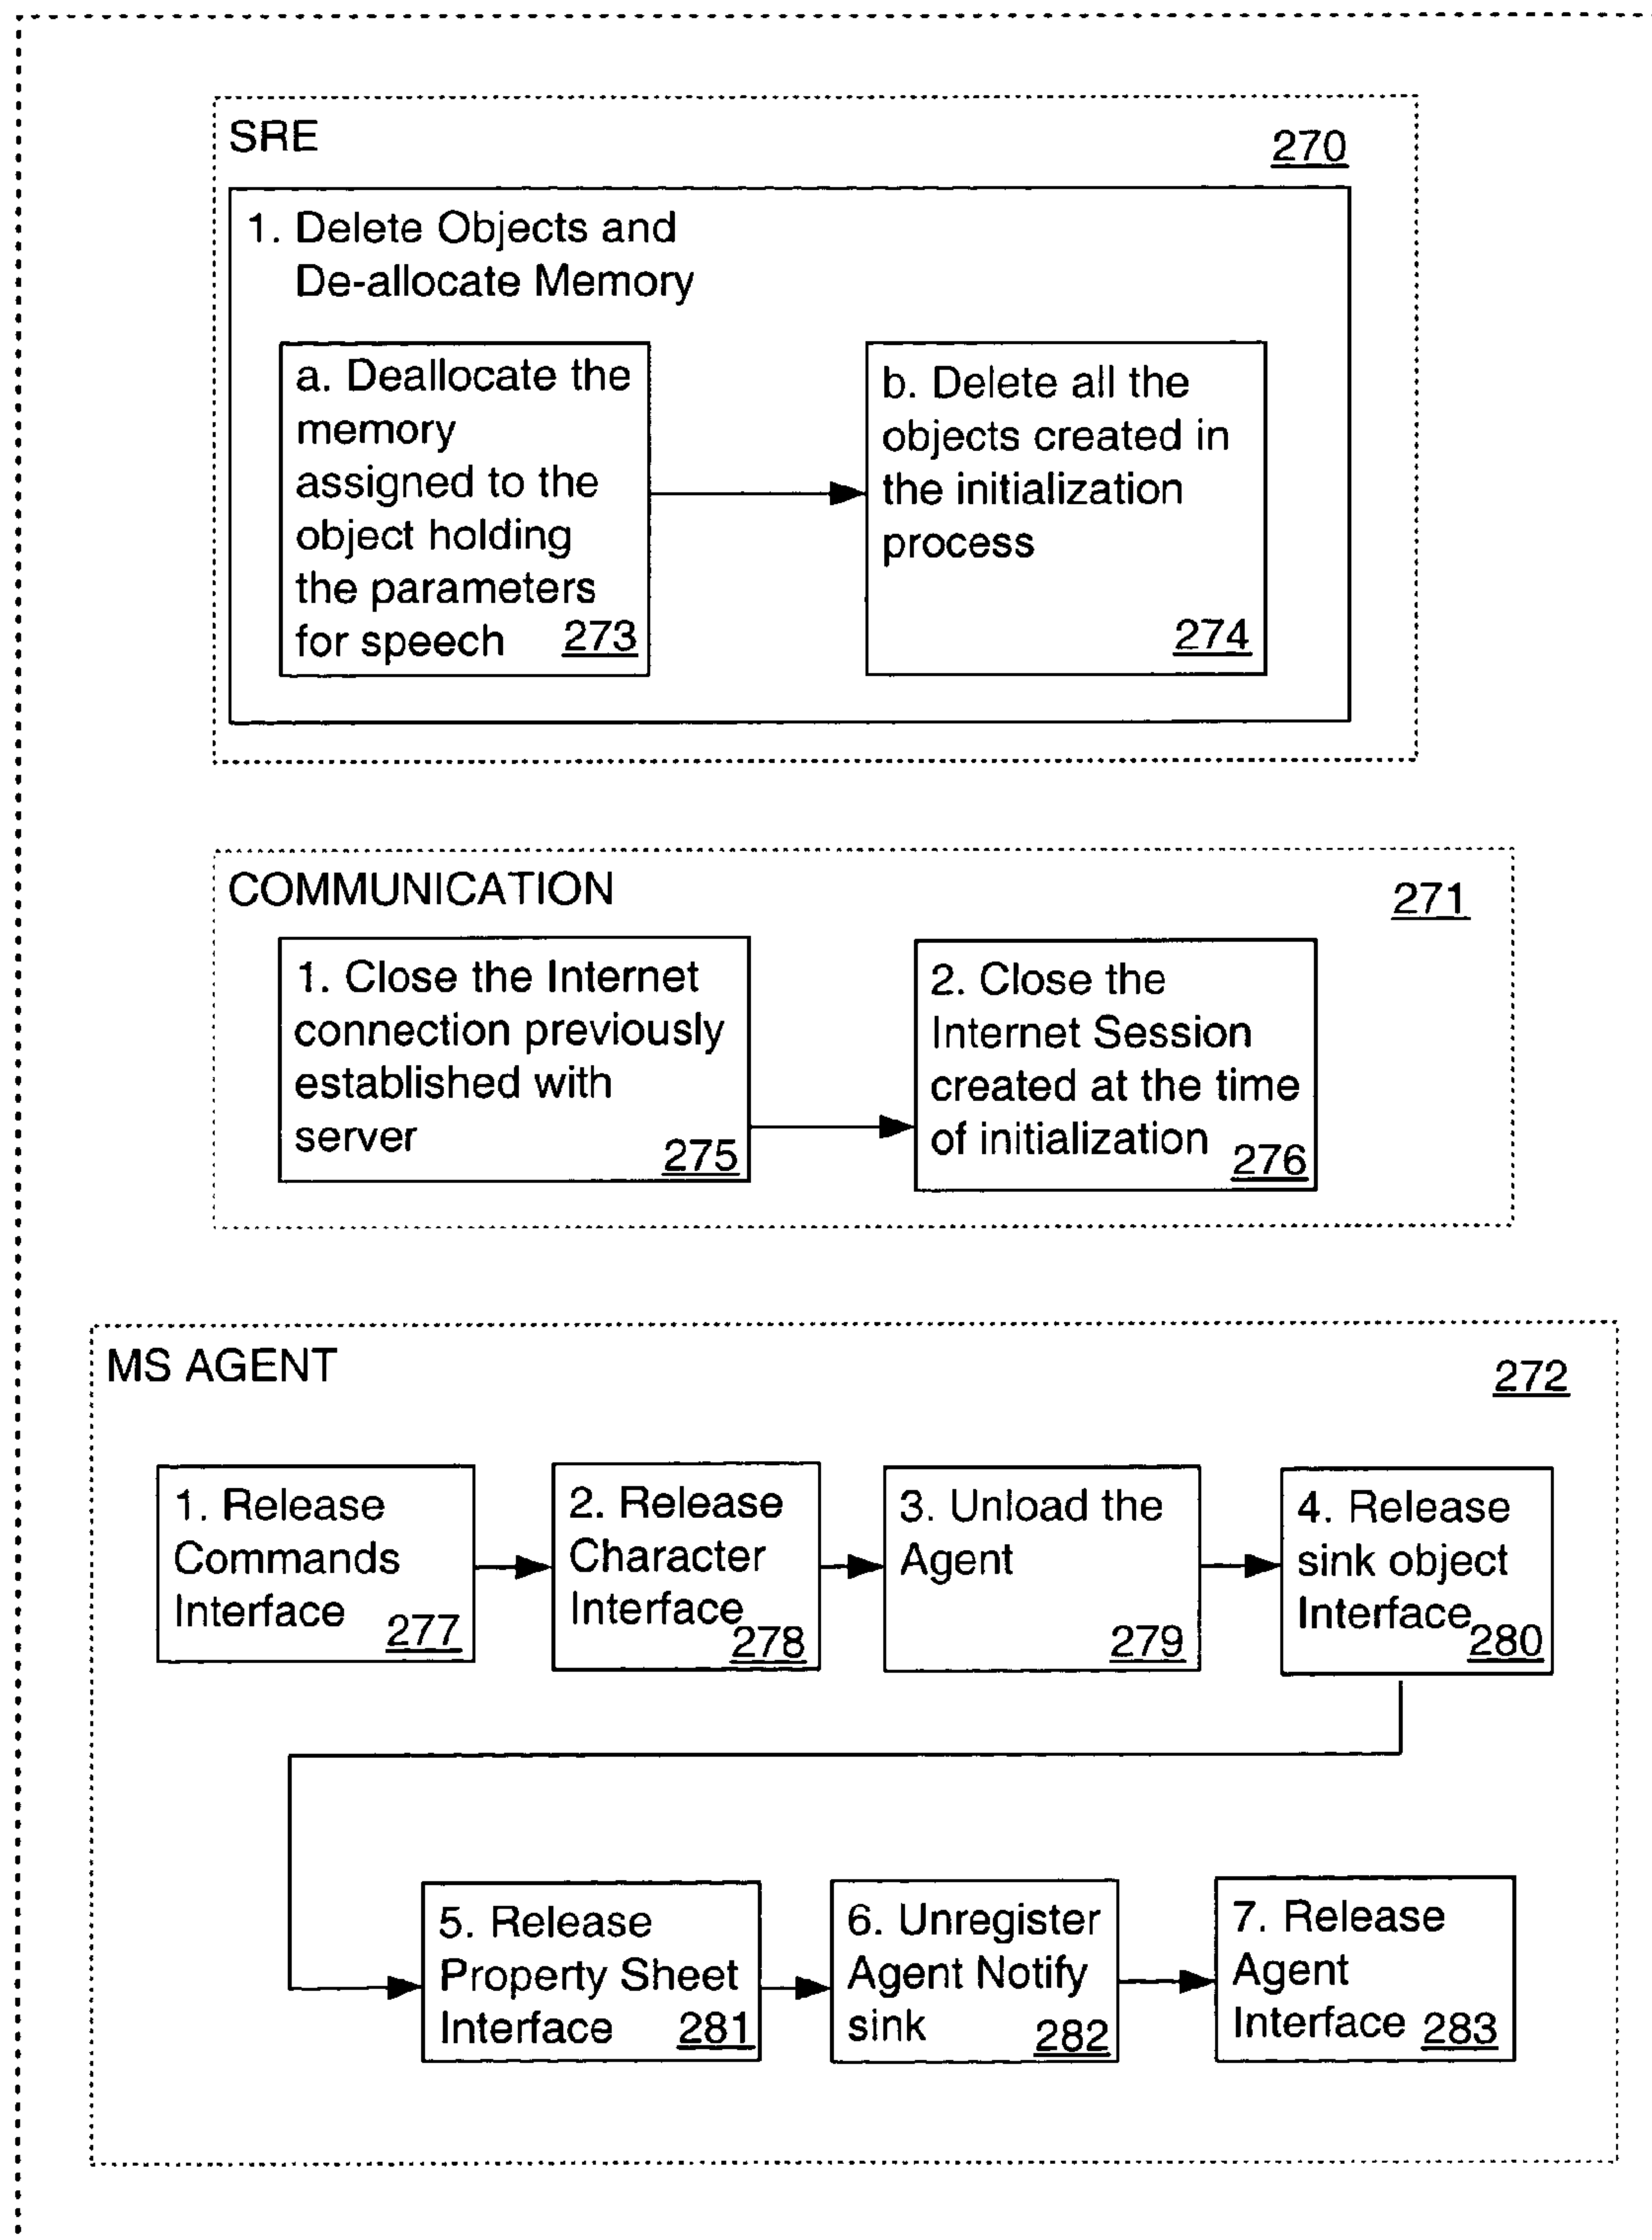 SRE
270
1. Delete Objects and
De-allocate Memory
a. Deallocate the
memory
assigned to the
object holding
the parameters
for speech 273
b. Delete all the
objects created in
the initialization
process
274
COMMUNICATION
271
1. Close the Internet
connection previously
established with
server
275
2. Close the
Internet Session
created at the time
of initialization 276
MS AGENT
272
1. Release
Commands
Interface 277
2. Release
Character
Interface 278
3. Unload the
Agent
279
4. Release
sink object
Interface 280
5. Release
Property Sheet
Interface 281
6. Unregister
Agent Notify
sink 282
7. Release
Agent
Interface 283